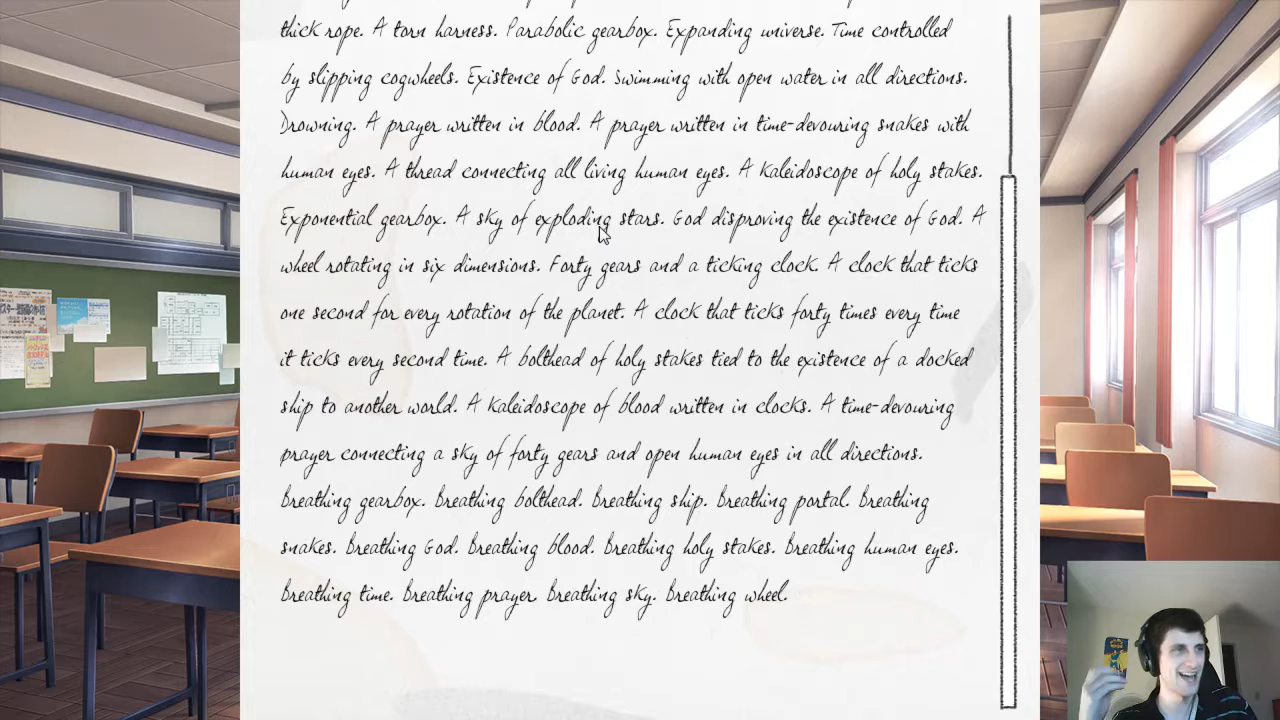 thick rope. A torn harness. Parabolic gearbox. Expanding universe. Time controlled
by slipping cogwheels. Existence of God. Swimming with open water in all directions.
Drowning. A prayer written in blood. A prayer written in time-devouring snakes with
human eyes. A thread connecting all living human eyes. A kaleidoscope of holy stakes.
Exponential gearbox. A sky of exploding stars. God disproving the existence of God. A
wheel rotating in six dimensions. Forty gears and a ticking clock. A clock that ticks
one second for every rotation of the planet. A clock that ticks forty times every time
it ticks every second time. A bolthead of holy stakes tied to the existence of a docked
ship to another world. A kaleidoscope of blood written in clocks. A time-devouring
prayer connecting a sky of forty gears and open human eyes in all directions.
Breathing gearbox. Breathing bolthead. Breathing ship. Breathing portal. Breathing
snakes. Breathing God. Breathing blood. Breathing holy stakes. Breathing human eyes.
Breathing time. Breathing prayer. Breathing sky. Breathing wheel.